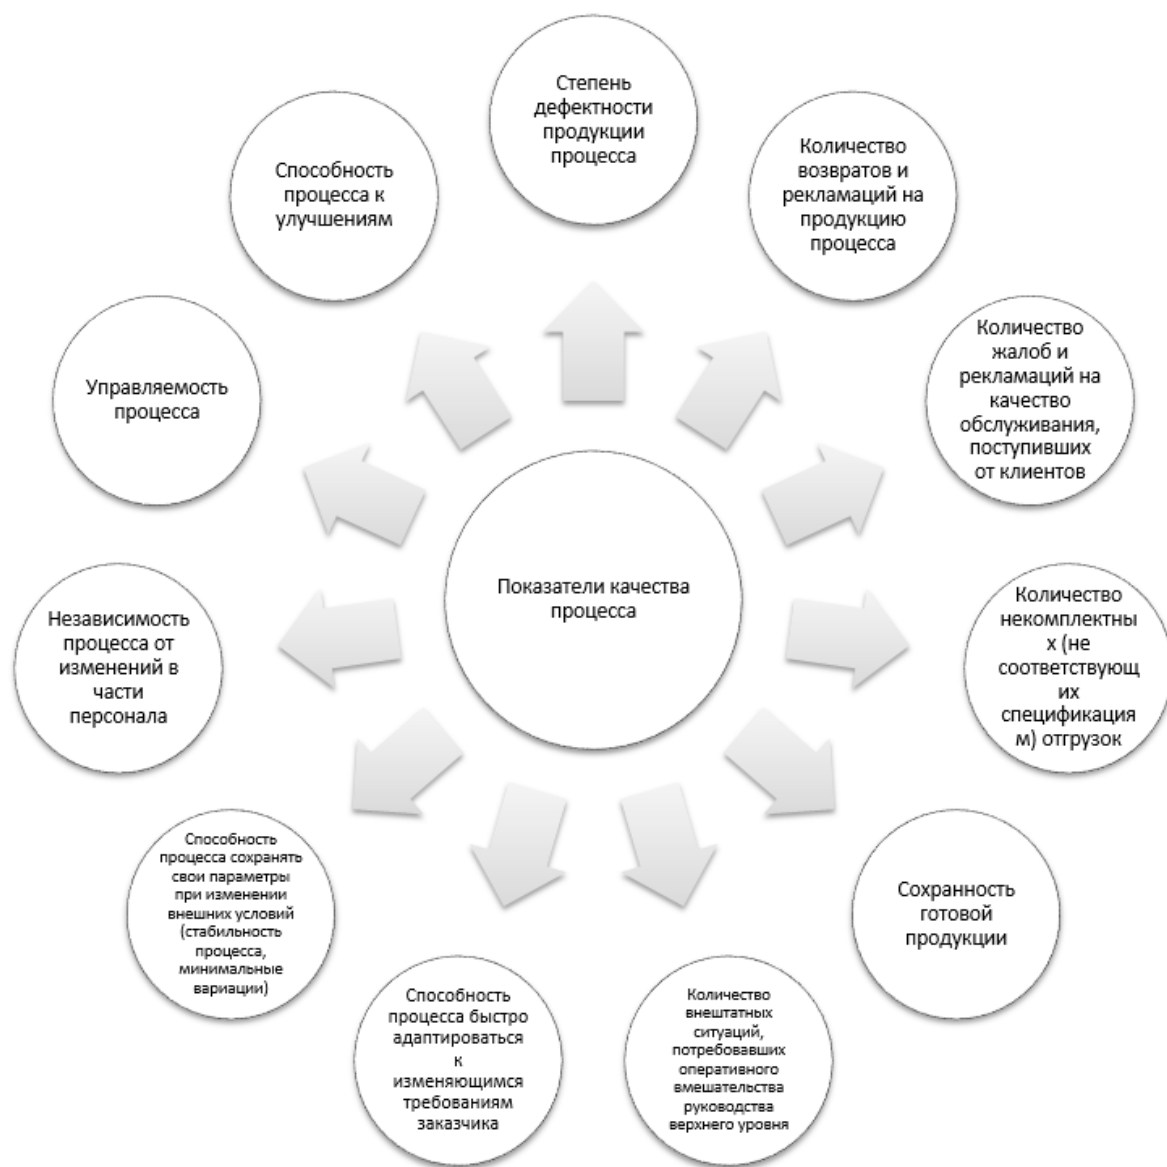 Степень
дефектности
продукции
процесса
Количество
возвратов и
рекламаций на
продукцию
процесса
Количество
жалоб и
рекламаций на
качество
обслуживания,
поступивших
от клиентов
Количество
некомплектны
х (не
соответствующ
их
спецификация
м) отгрузок
Сохранность
готовой
продукции
Количество
внештатных
ситуаций,
потребовавших
оперативного
вмешательства
руководства
верхнего уровня
Способность
процесса быстро
адаптироваться
к
изменяющимся
требованиям
заказчика
Способность
процесса сохранять
свои параметры
при изменении
внешних условий
(стабильность
процесса,
минимальные
вариации)
Независимость
процесса от
изменений в
части
персонала
Управляемость
процесса
Способность
процесса к
улучшениям
Показатели качества
процесса